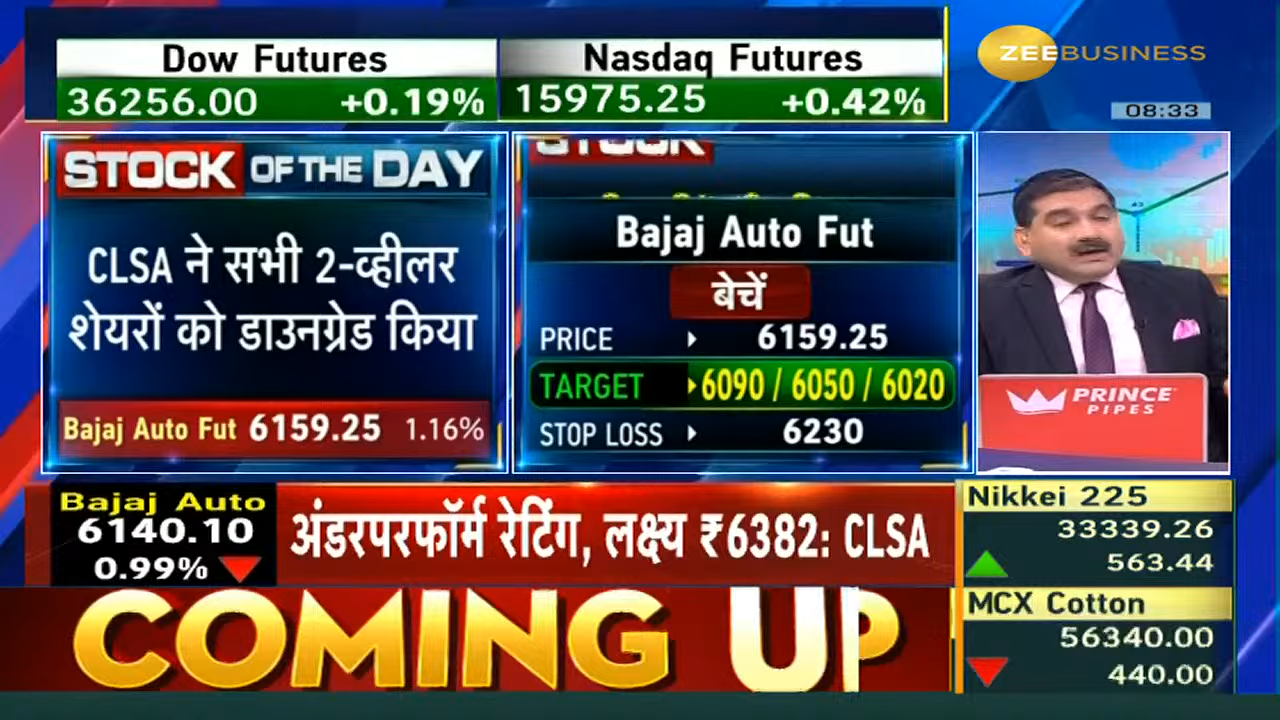 Dow Futures
36256.00 +0.19%
Nasdaq Futures
15975.25 +0.42%
ZEEBUSINESS
08:33
STOCK OF THE DAY
CLSA ने सभी 2-व्हीलर
शेयरों को डाउनग्रेड किया
Bajaj Auto Fut 6159.25 1.16%
STOCK
Bajaj Auto Fut
बेचें
PRICE 6159.25
TARGET 6090 / 6050 / 6020
STOP LOSS 6230
PRINCE
PIPES
Bajaj Auto
6140.10
0.99%
अंडरपरफॉर्म रेटिंग, लक्ष्य ₹6382: CLSA
Nikkei 225
33339.26
563.44
MCX Cotton
56340.00
440.00
COMING UP